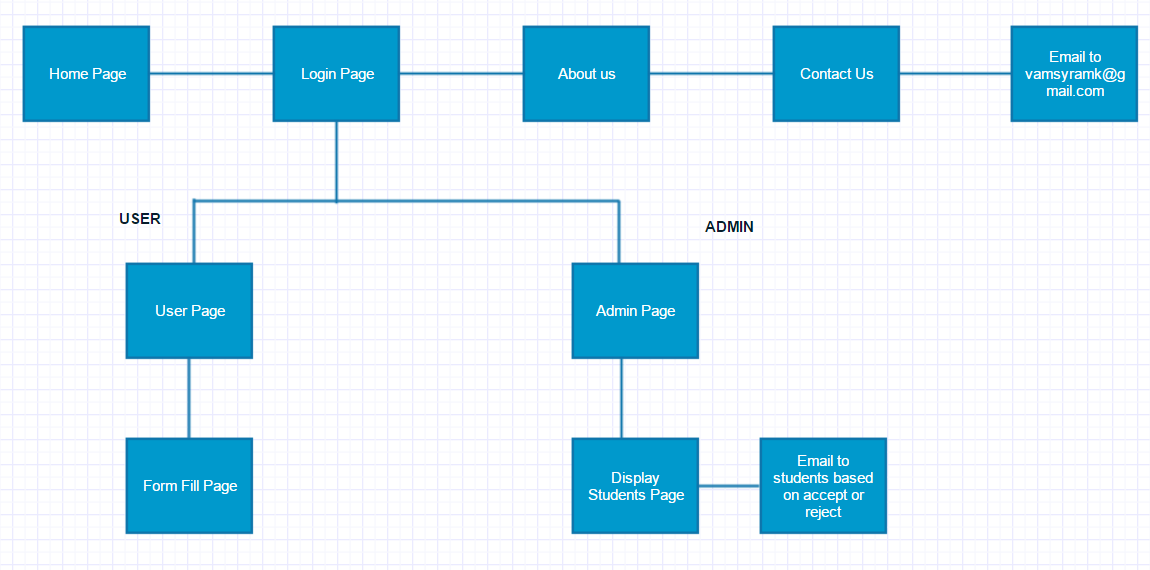 Home Page
Login Page
About us
Contact Us
Email to
vamsyramk@g
mail.com
USER
ADMIN
User Page
Admin Page
Form Fill Page
Display
Students Page
Email to
students based
on accept or
reject